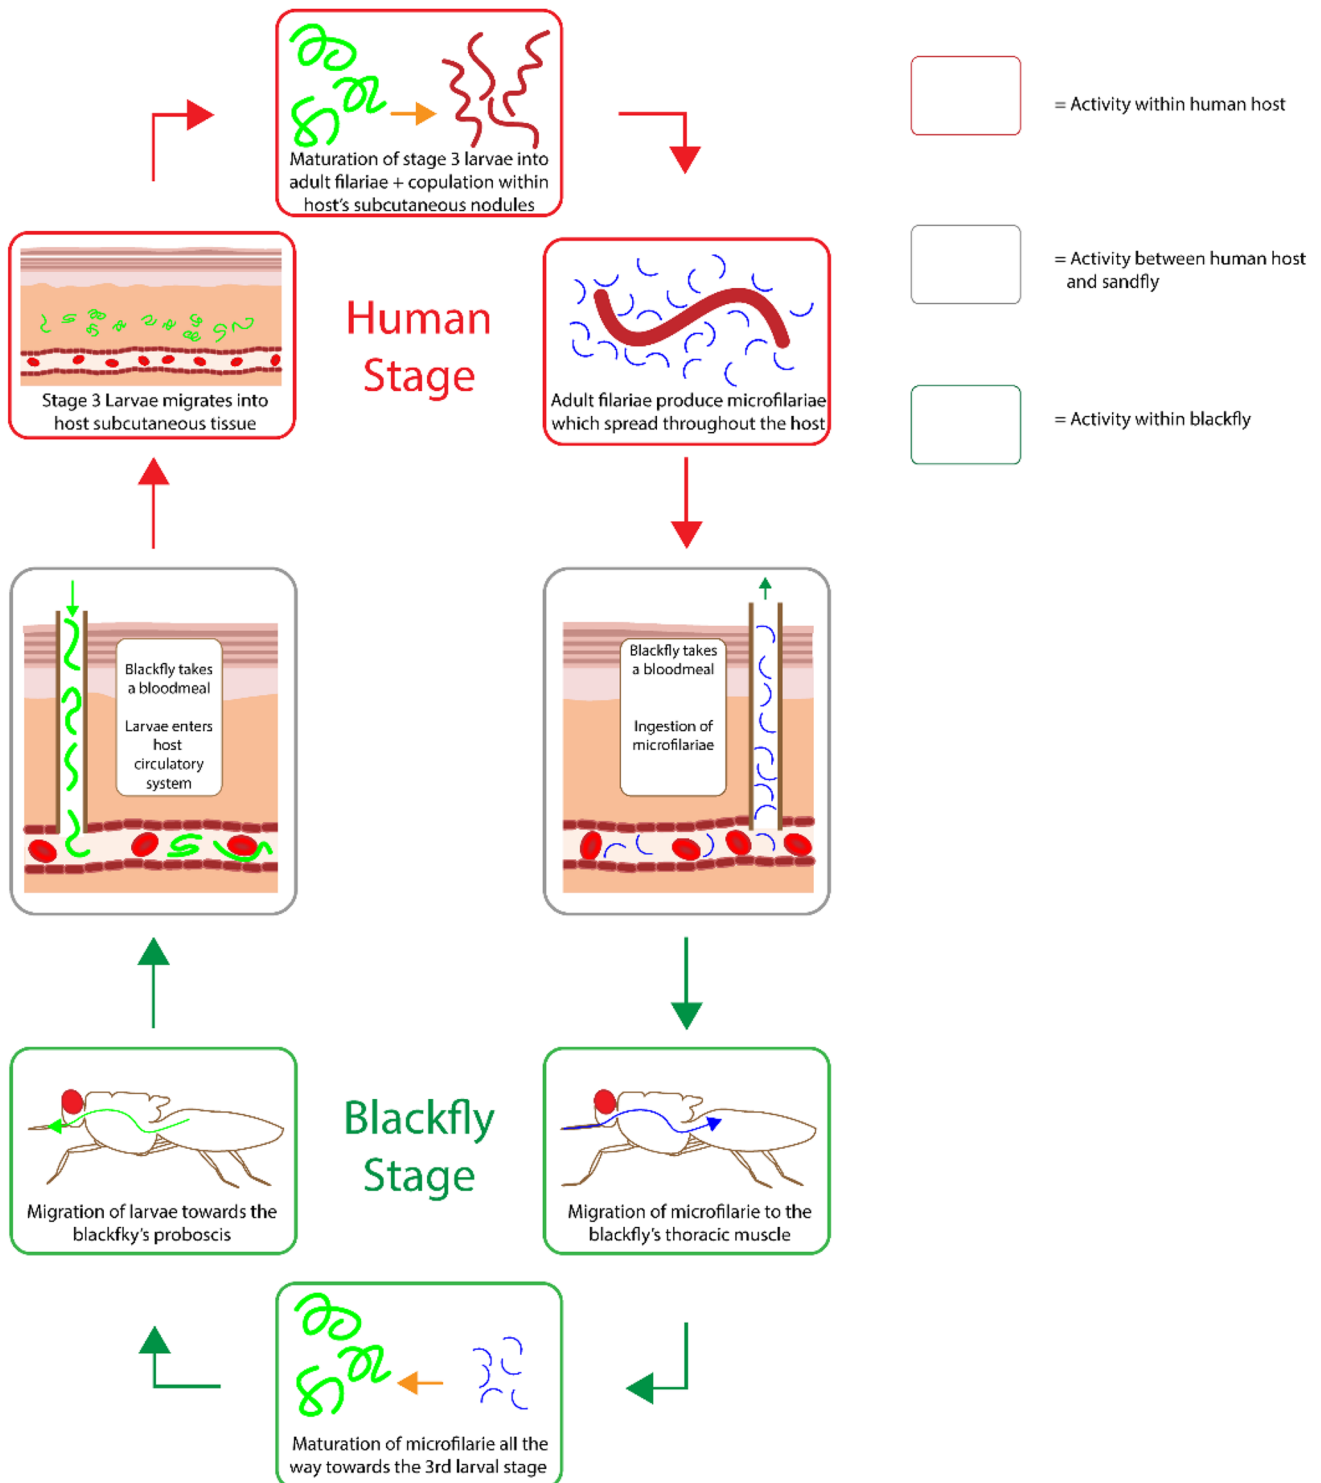 Maturation of stage 3 larvae into
adult filariae + copulation within
host's subcutaneous nodules
= Activity within human host
= Activity between human host
and sandfly
= Activity within blackfly
Human
Stage
Stage 3 Larvae migrates into
host subcutaneous tissue
Adult filariae produce microfilariae
which spread throughout the host
Blackfly takes
a bloodmeal
Larvae enters
host
circulatory
system
Blackfly takes
a bloodmeal
Ingestion of
microfilariae
Blackfly
Stage
Migration of larvae towards the
blackfky's proboscis
Migration of microfilarie to the
blackfly's thoracic muscle
Maturation of microfilarie all the
way towards the 3rd larval stage